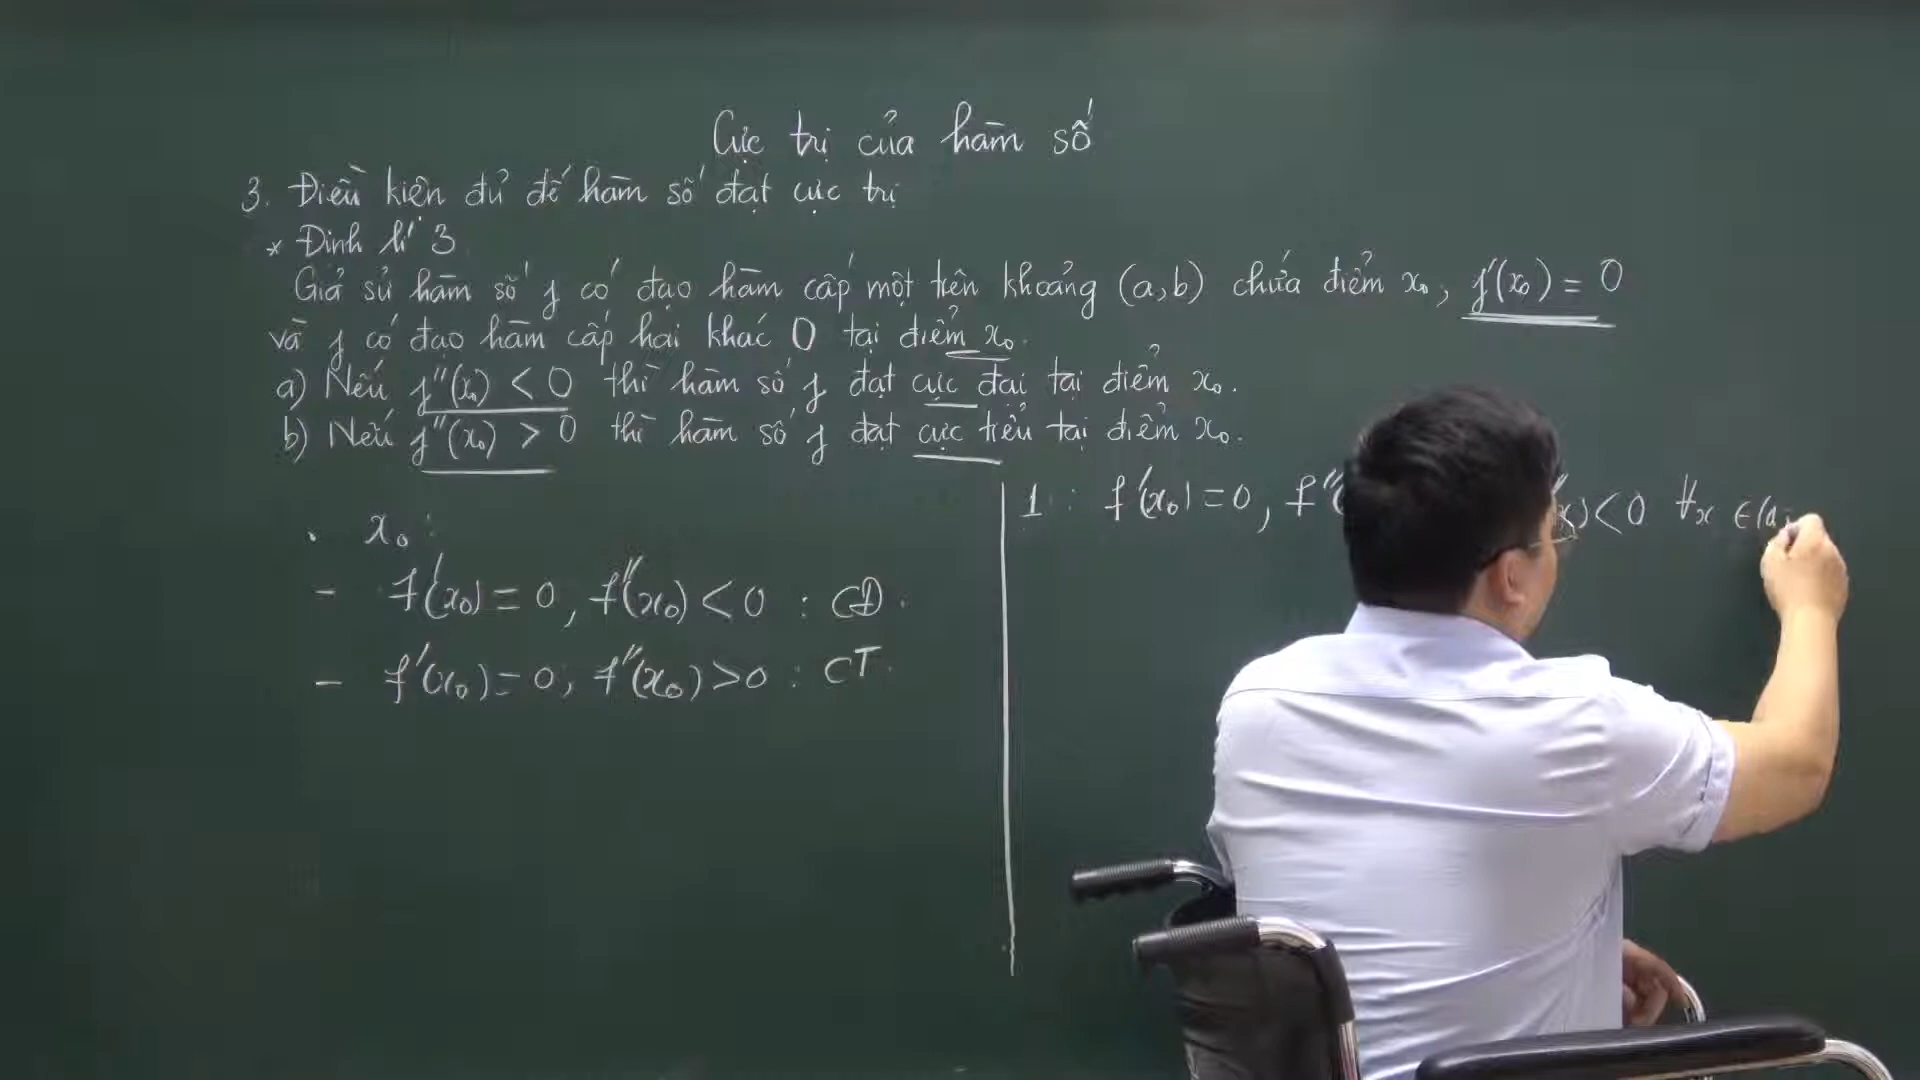 Cực trị của hàm số
3. Điều kiện đủ để hàm số đạt cực trị
* Định lí 3
Giả sử hàm số f có đạo hàm cấp một trên khoảng (a,b) chứa điểm x₀, f'(x₀) = 0
và f có đạo hàm cấp hai khác 0 tại điểm x₀.
a) Nếu f''(x₀) < 0 thì hàm số f đạt cực đại tại điểm x₀.
b) Nếu f''(x₀) > 0 thì hàm số f đạt cực tiểu tại điểm x₀.
. x₀ :
- f'(x₀) = 0, f''(x₀) < 0 : CĐ.
- f'(x₀) = 0, f''(x₀) > 0 : CT.
1 : f'(x₀) = 0, f''( x) < 0 ∀x ∈ (a;